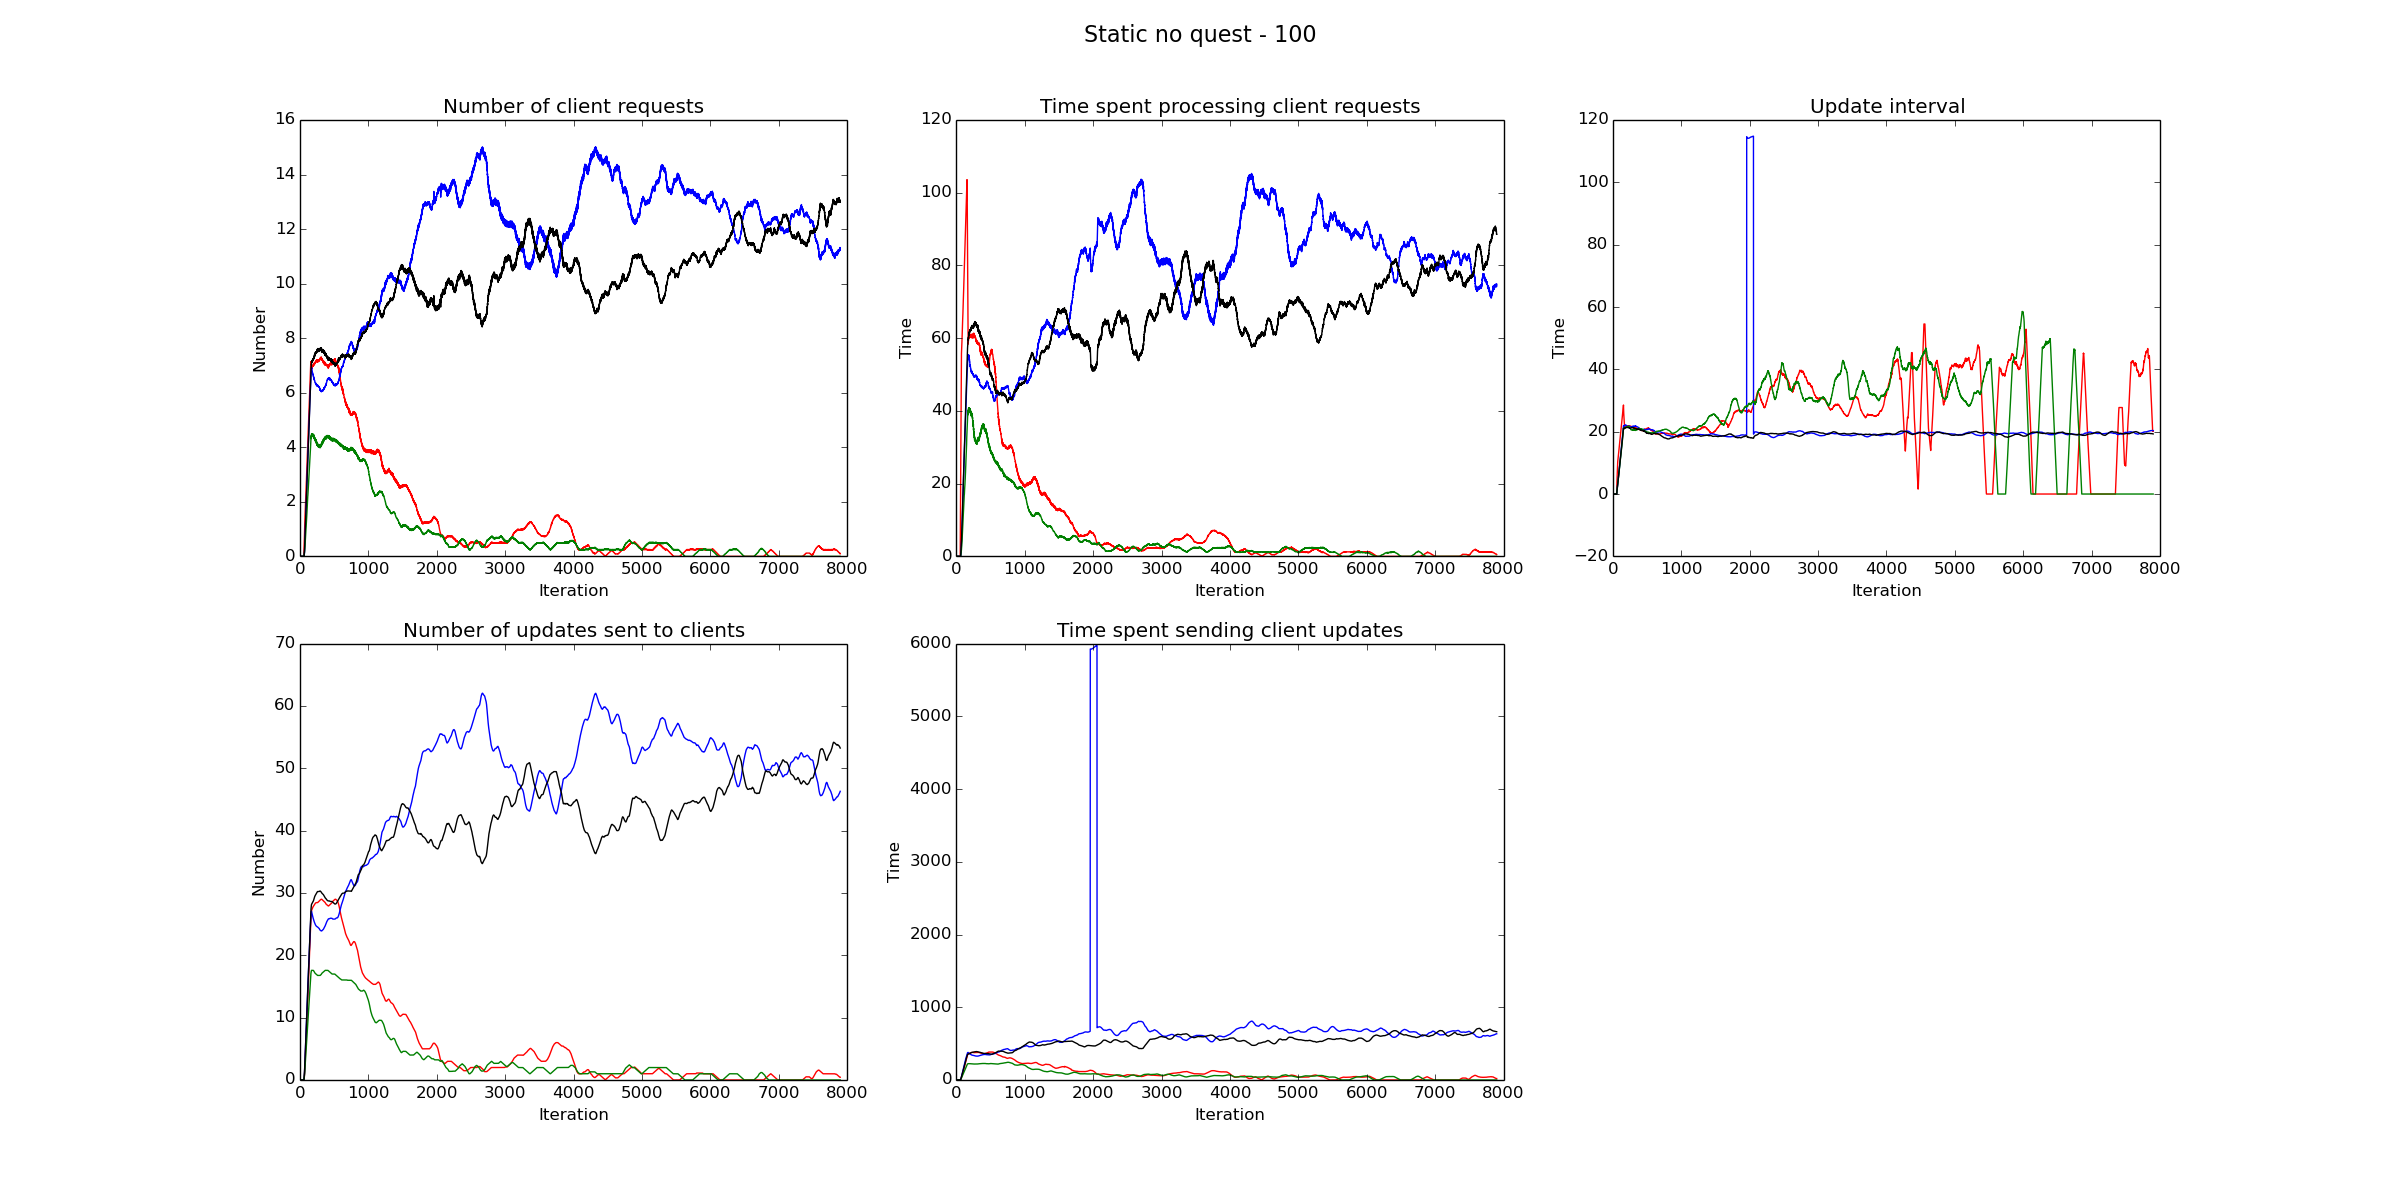 Static no quest - 100
Number of client requests
Number
16
14
12
10
8
6
4
2
0
0 1000 2000 3000 4000 5000 6000 7000 8000
Iteration
Time spent processing client requests
Time
120
100
80
60
40
20
0
0 1000 2000 3000 4000 5000 6000 7000 8000
Iteration
Update interval
Time
120
100
80
60
40
20
0
−20
0 1000 2000 3000 4000 5000 6000 7000 8000
Iteration
Number of updates sent to clients
Number
70
60
50
40
30
20
10
0
0 1000 2000 3000 4000 5000 6000 7000 8000
Iteration
Time spent sending client updates
Time
6000
5000
4000
3000
2000
1000
0
0 1000 2000 3000 4000 5000 6000 7000 8000
Iteration